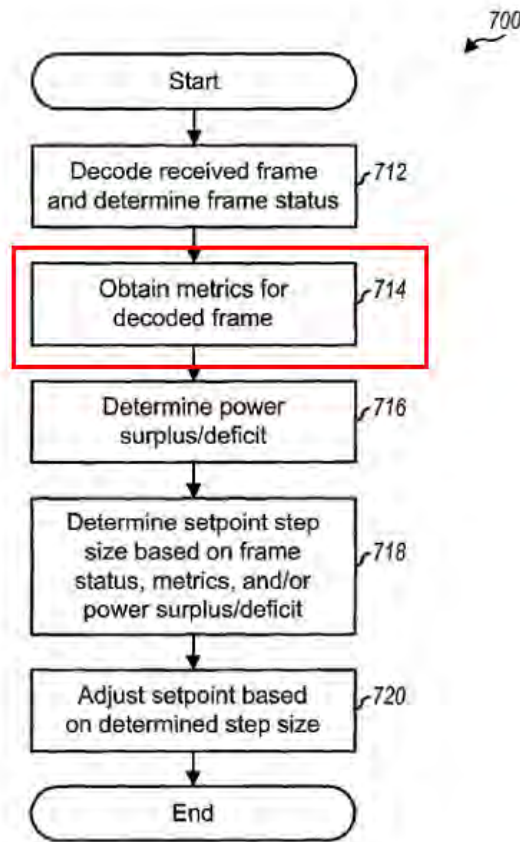 700
Start
Decode received frame
and determine frame status
712
Obtain metrics for
decoded frame
714
Determine power
surplus/deficit
716
Determine setpoint step
size based on frame
status, metrics, and/or
power surplus/deficit
718
Adjust setpoint based
on determined step size
720
End